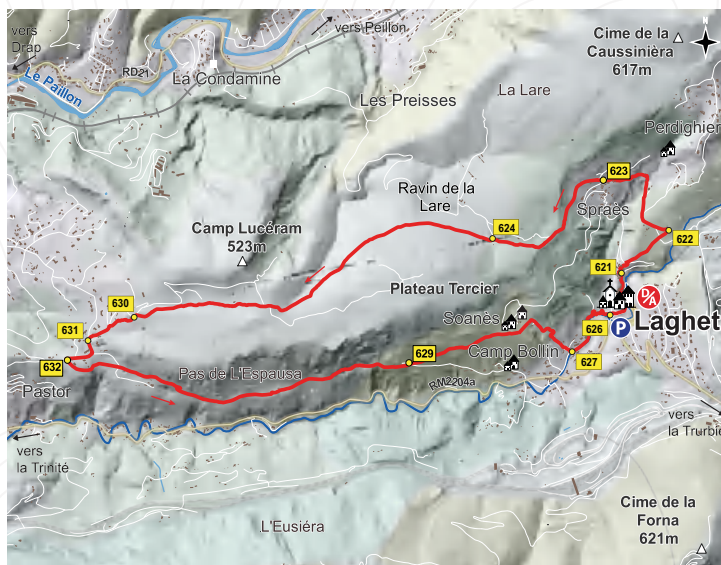 vers
Drap
vers Peillon
Cime de la
Caussinièra
617m
N
Le Paillon
RD21
La Condamine
La Lare
Les Preisses
Perdighier
623
Ravin de la
Lare
Spraès
624
622
Camp Lucéram
523m
621
Plateau Tercier
D/A
630
Soanès
626
P
Laghet
631
632
629
Camp Bollin
627
Pas de L'Espausa
Pastor
RM2204a
vers
la Turbie
vers
la Trinité
L'Eusiéra
Cime de la
Forna
621m